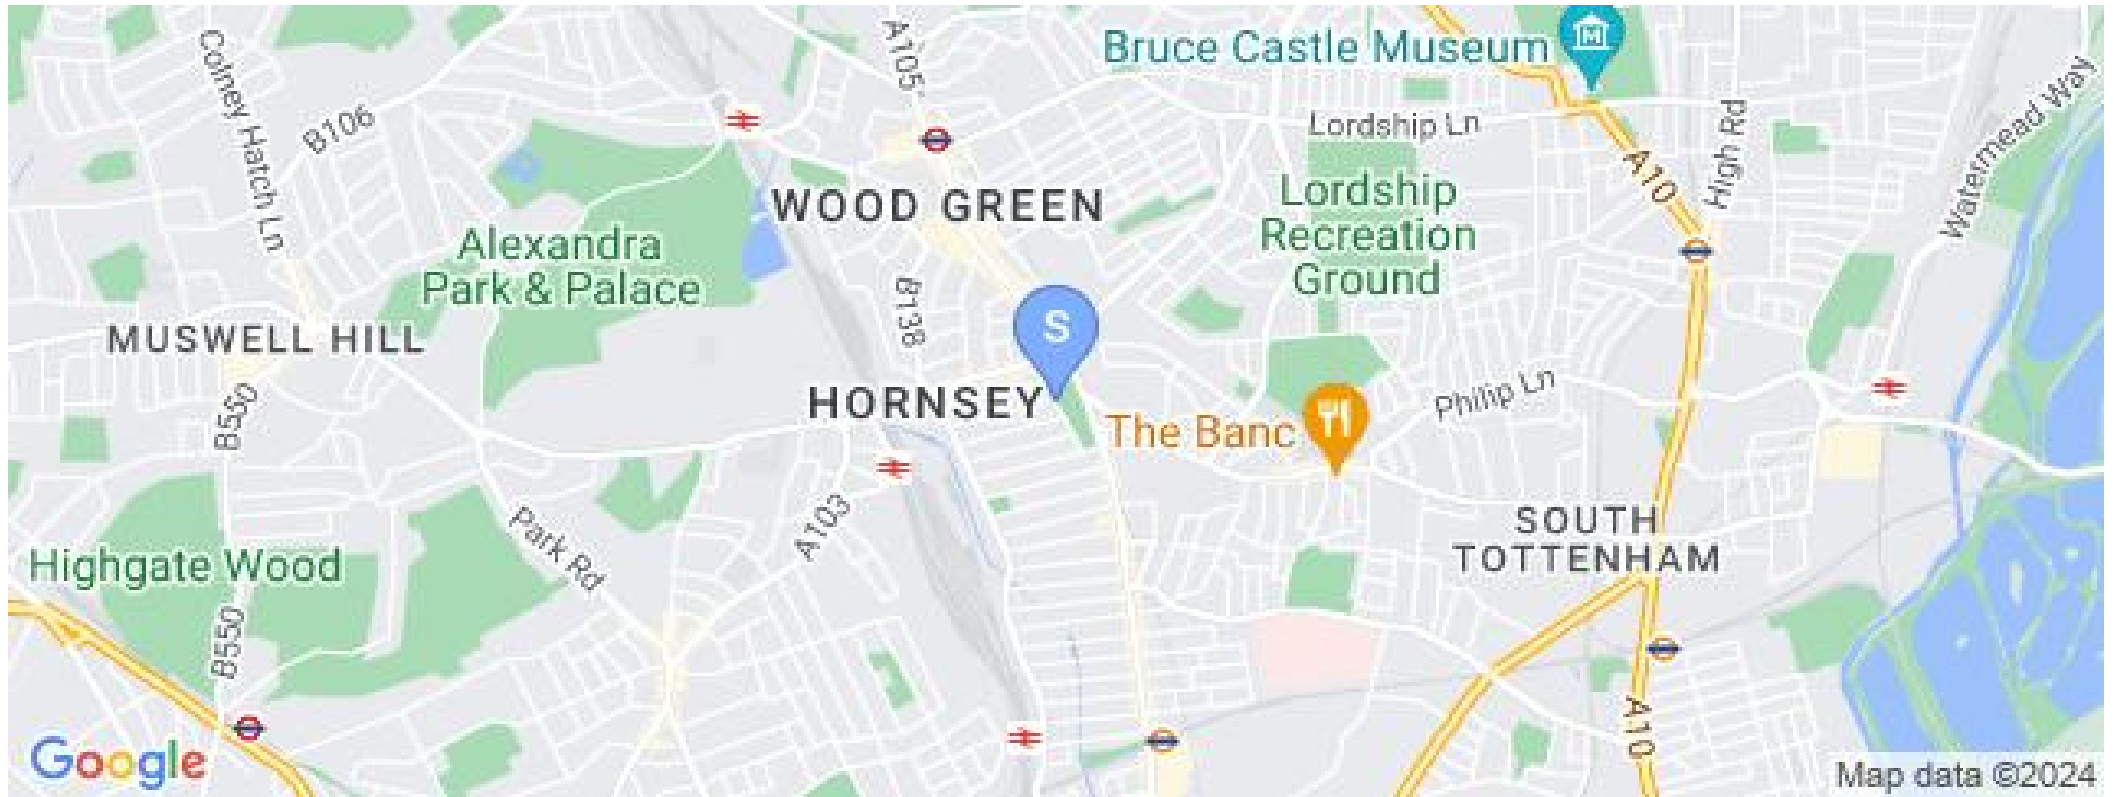 Colney Hatch Ln
B106
A105
Bruce Castle Museum
M
Lordship Ln
A10
High Rd
Watermead Way
WOOD GREEN
Alexandra
Park & Palace
Lordship
Recreation
Ground
B138
S
MUSWELL HILL
HORNSEY
B550
The Banc
Philip Ln
Park Rd
A103
SOUTH
TOTTENHAM
Highgate Wood
B550
A10
Google
Map data ©2024